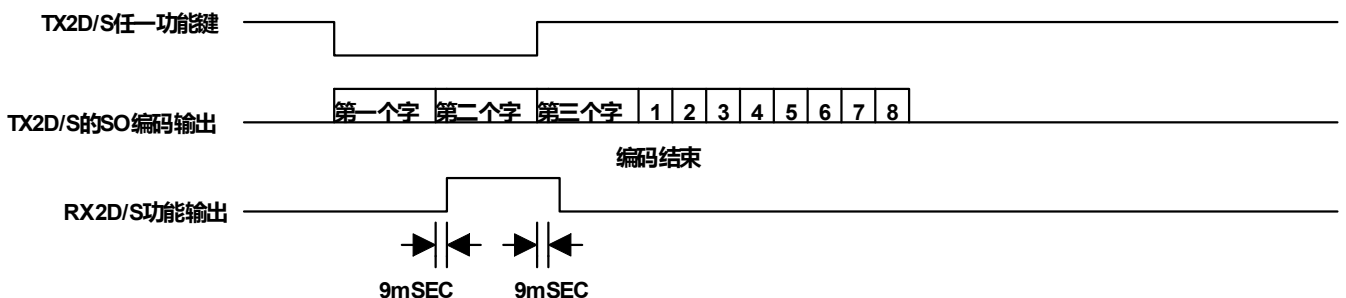 TX2D/S任一功能键
TX2D/S的SO编码输出
第一个字 第二个字 第三个字 1 2 3 4 5 6 7 8
编码结束
RX2D/S功能输出
9mSEC 9mSEC